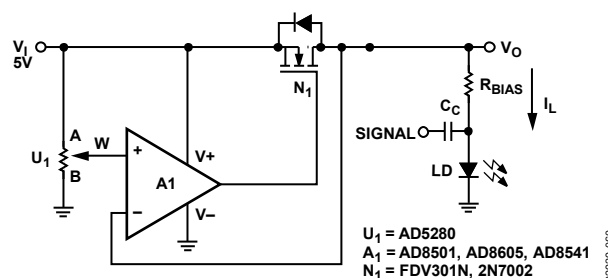 V_I
5V
V_O
N_1
R_BIAS
I_L
C_C
SIGNAL
A
W
U_1
B
+
V+
A1
–
V–
LD
U_1 = AD5280
A_1 = AD8501, AD8605, AD8541
N_1 = FDV301N, 2N7002